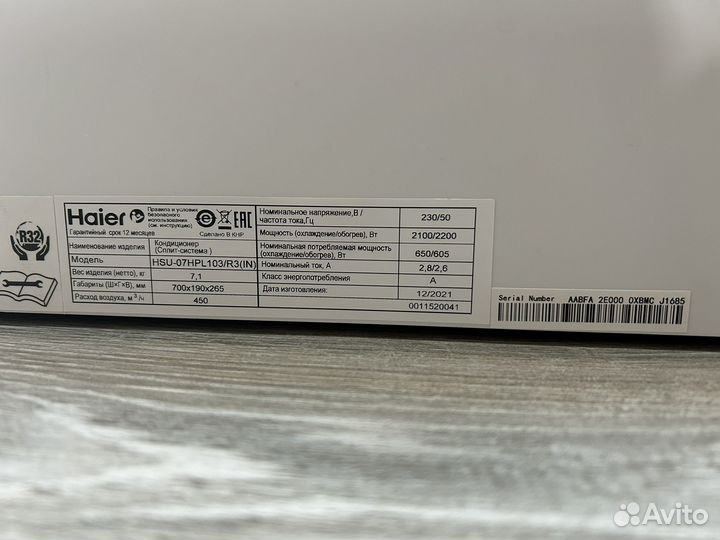 R32
Haier
Правила и условия
безопасного
использования
(см. инструкцию)
EAC
Гарантийный срок 12 месяцев
Сделано В КНР
Наименование изделия Кондиционер
(Сплит-система )
Модель HSU-07HPL103/R3(IN)
Вес изделия (нетто), кг 7,1
Габариты (Ш×Г×В), мм 700x190x265
Расход воздуха, м³/ч 450
Номинальное напряжение,В /
частота тока,Гц 230/50
Мощность (охлаждение/обогрев), Вт 2100/2200
Номинальная потребляемая мощность
(охлаждение/обогрев), Вт 650/605
Номинальный ток, А 2,8/2,6
Класс энергоэффективности A
Дата изготовления: 12/2021
0011520041
Serial Number AABFA 2E000 0XBMC J1685
Avito